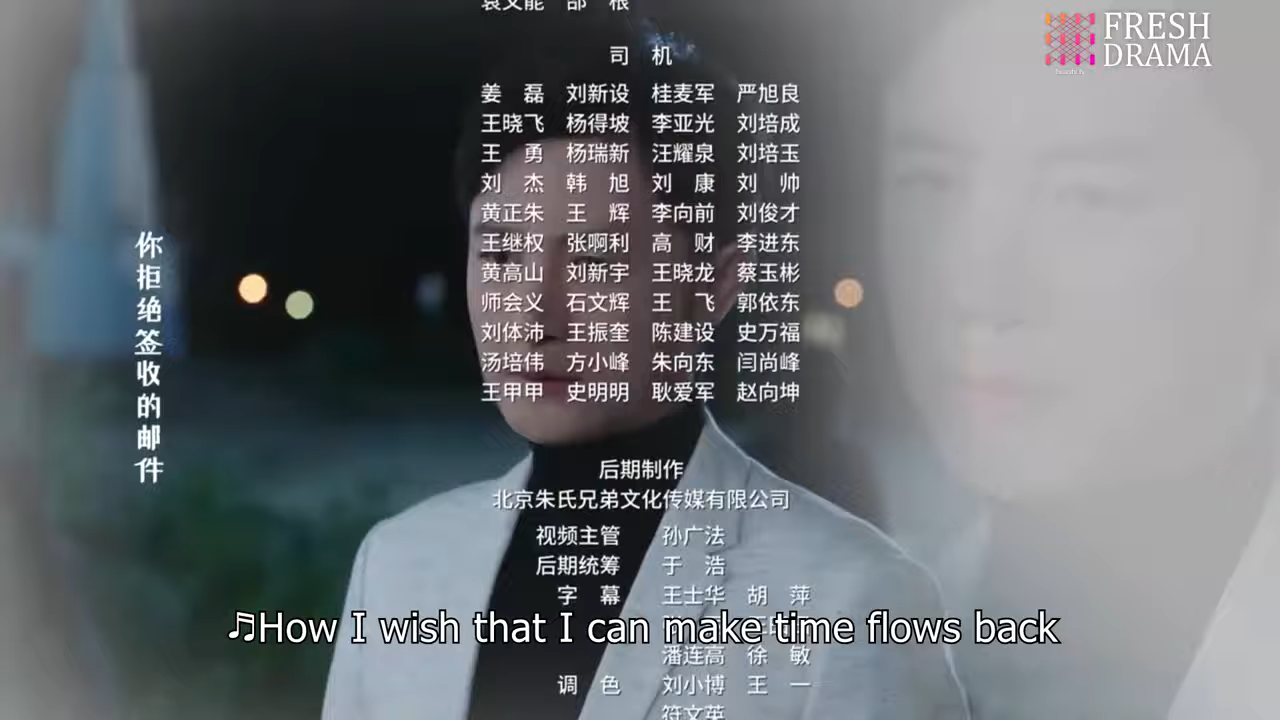 袁文能 邵 根
FRESH
DRAMA
司 机
姜 磊 刘新设 桂麦军 严旭良
王晓飞 杨得坡 李亚光 刘培成
王 勇 杨瑞新 汪耀泉 刘培玉
刘 杰 韩 旭 刘 康 刘 帅
黄正朱 王 辉 李向前 刘俊才
王继权 张啊利 高 财 李进东
黄高山 刘新宇 王晓龙 蔡玉彬
师会义 石文辉 王 飞 郭依东
刘体沛 王振奎 陈建设 史万福
汤培伟 方小峰 朱向东 闫尚峰
王甲甲 史明明 耿爱军 赵向坤
你拒绝签收的邮件
后期制作
北京朱氏兄弟文化传媒有限公司
视频主管 孙广法
后期统筹 于 浩
字 幕 王士华 胡 萍
♫How I wish that I can make time flows back
潘连高 徐 敏
调 色 刘小博 王 一
符文英